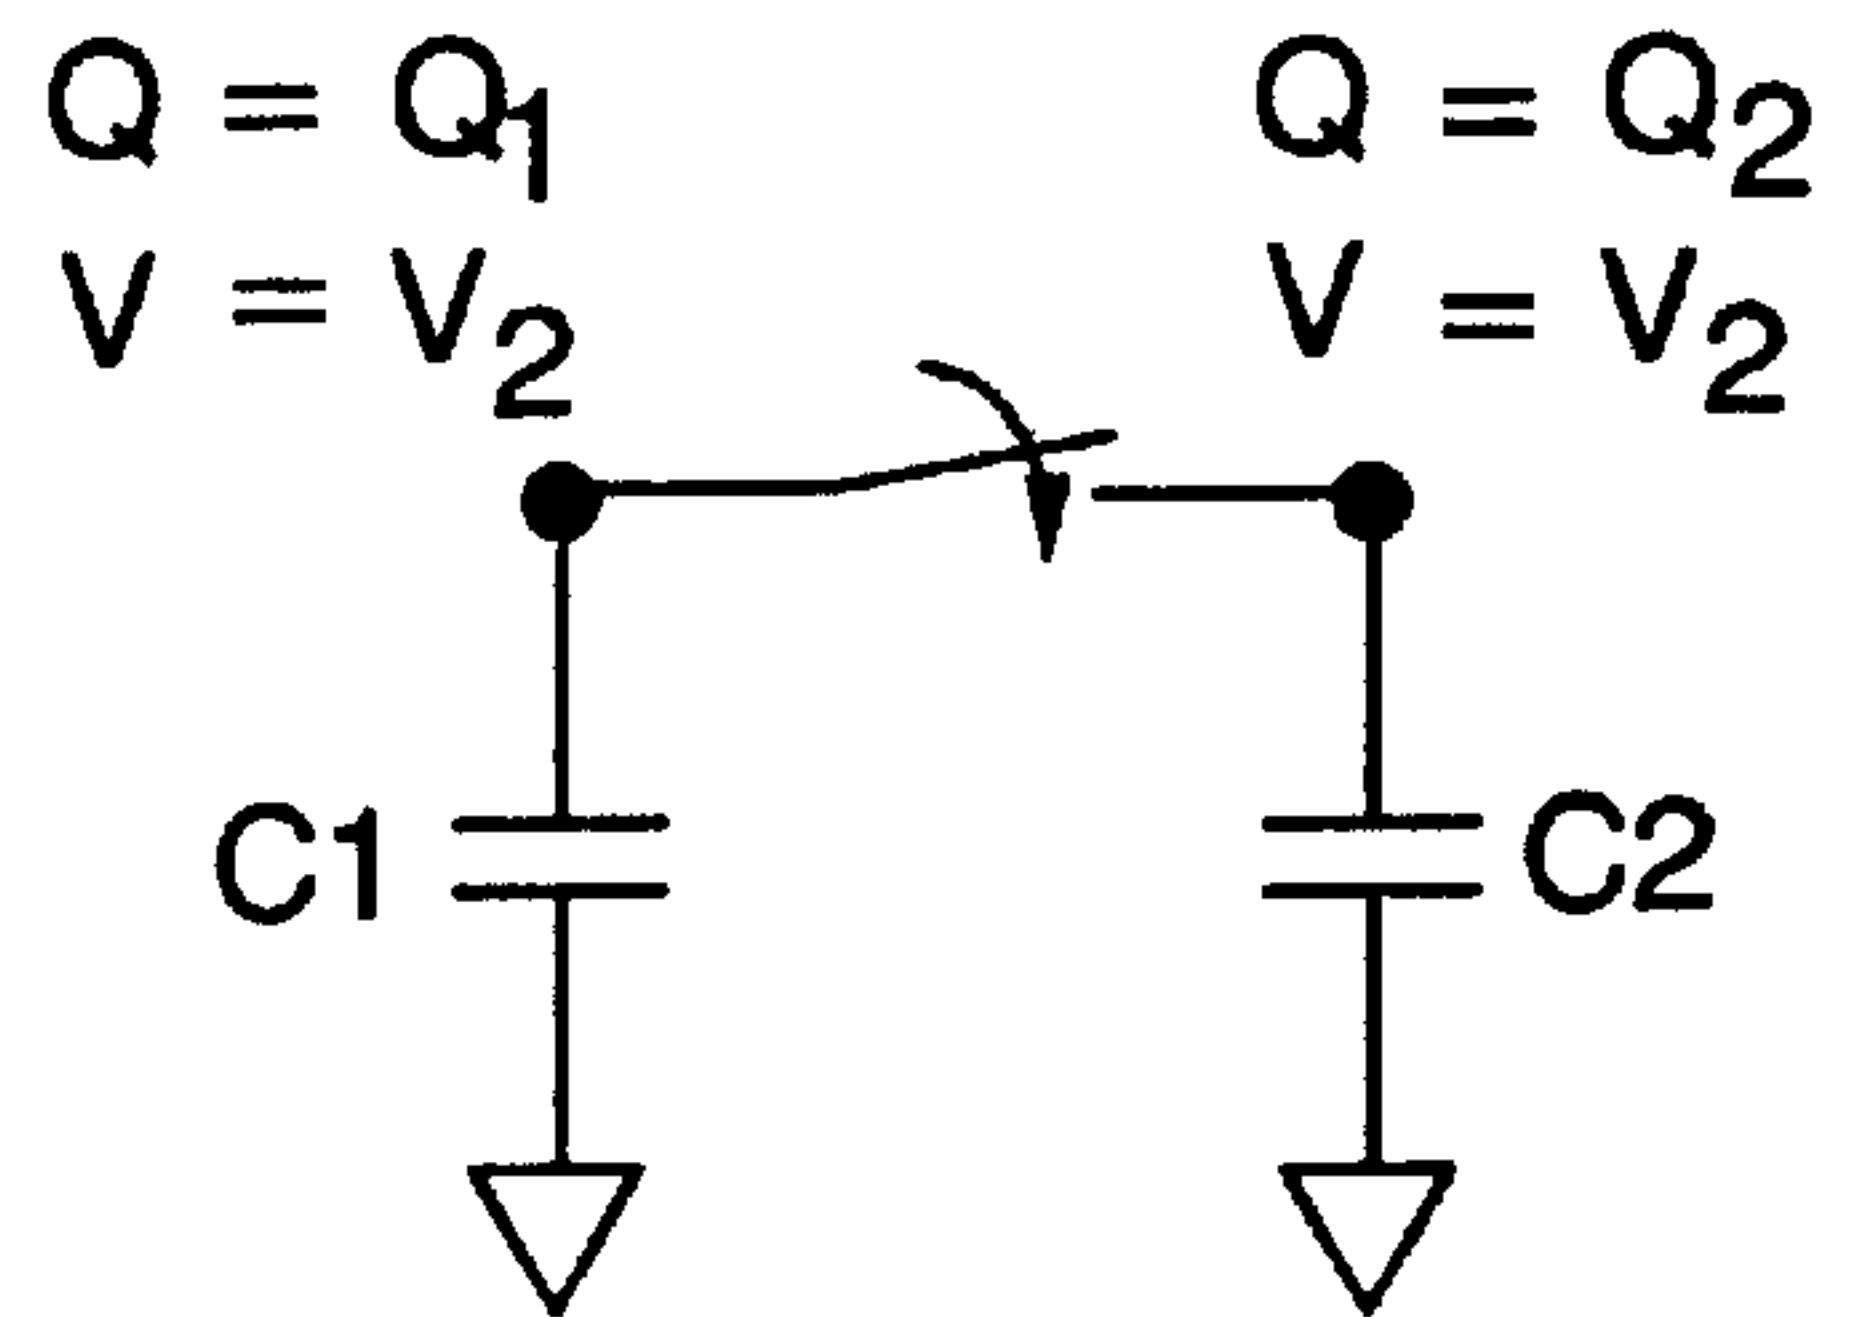 Q = Q1
V = V2
Q = Q2
V = V2
C1
C2